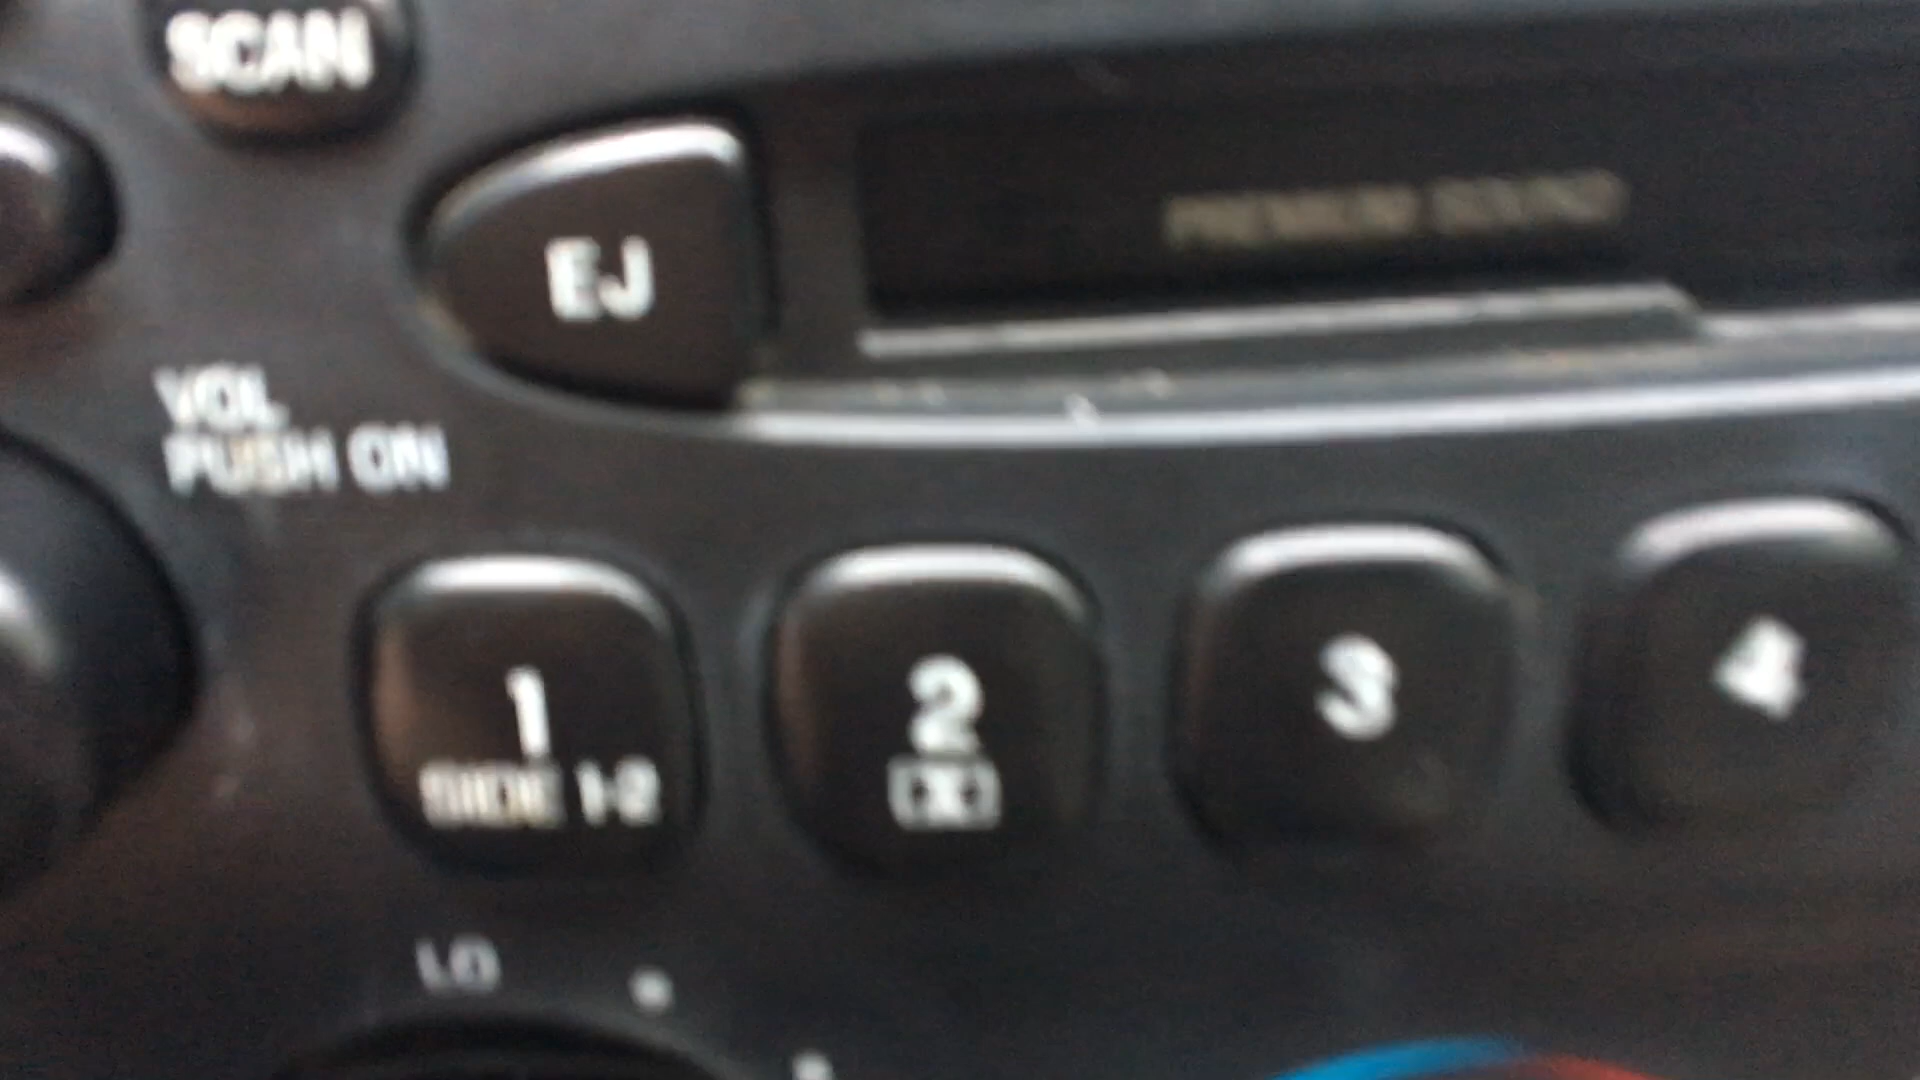 SCAN
PREMIUM SOUND
EJ
VOL
PUSH ON
1
SIDE 1-2
2
3
4
LO